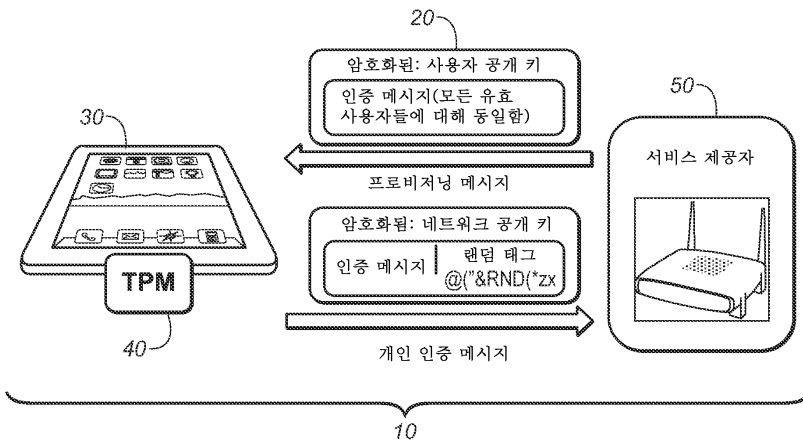 20
암호화된: 사용자 공개 키
인증 메시지(모든 유효
사용자들에 대해 동일함)
30
50
서비스 제공자
프로비저닝 메시지
암호화됨: 네트워크 공개 키
인증 메시지
랜덤 태그
@("&RND(*zx
TPM
40
개인 인증 메시지
10